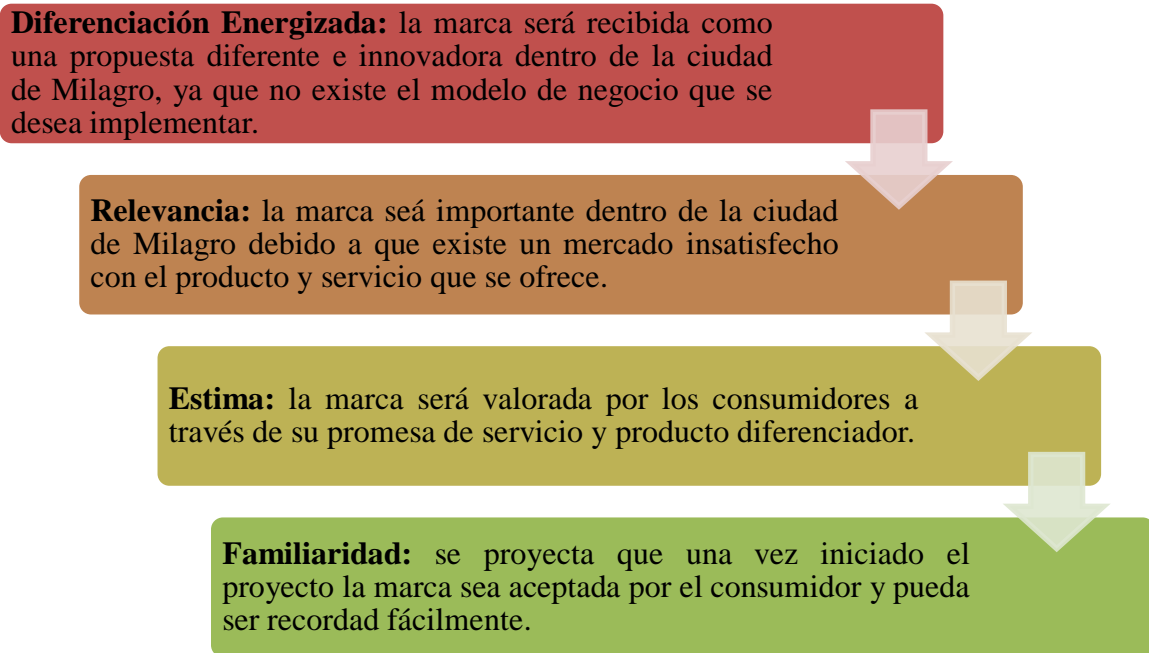 Diferenciación Energizada: la marca será recibida como
una propuesta diferente e innovadora dentro de la ciudad
de Milagro, ya que no existe el modelo de negocio que se
desea implementar.
Relevancia: la marca seá importante dentro de la ciudad
de Milagro debido a que existe un mercado insatisfecho
con el producto y servicio que se ofrece.
Estima: la marca será valorada por los consumidores a
través de su promesa de servicio y producto diferenciador.
Familiaridad: se proyecta que una vez iniciado el
proyecto la marca sea aceptada por el consumidor y pueda
ser recordad fácilmente.